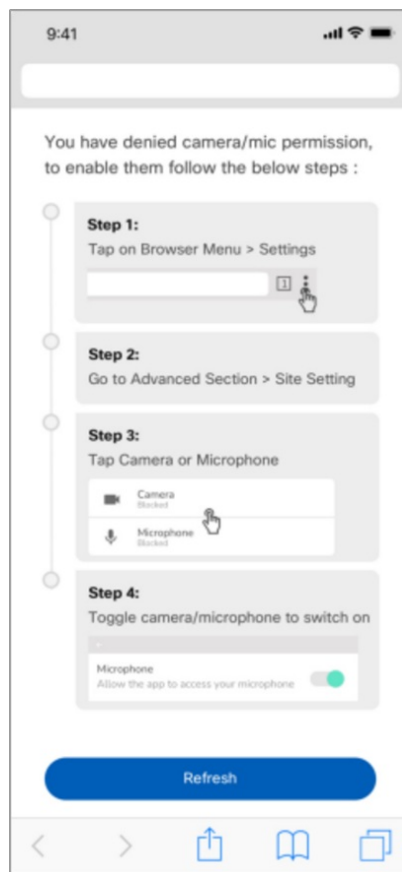 9:41
You have denied camera/mic permission,
to enable them follow the below steps :
Step 1:
Tap on Browser Menu > Settings
1
Step 2:
Go to Advanced Section > Site Setting
Step 3:
Tap Camera or Microphone
Camera
Blocked
Microphone
Blocked
Step 4:
Toggle camera/microphone to switch on
Microphone
Allow the app to access your microphone
Refresh